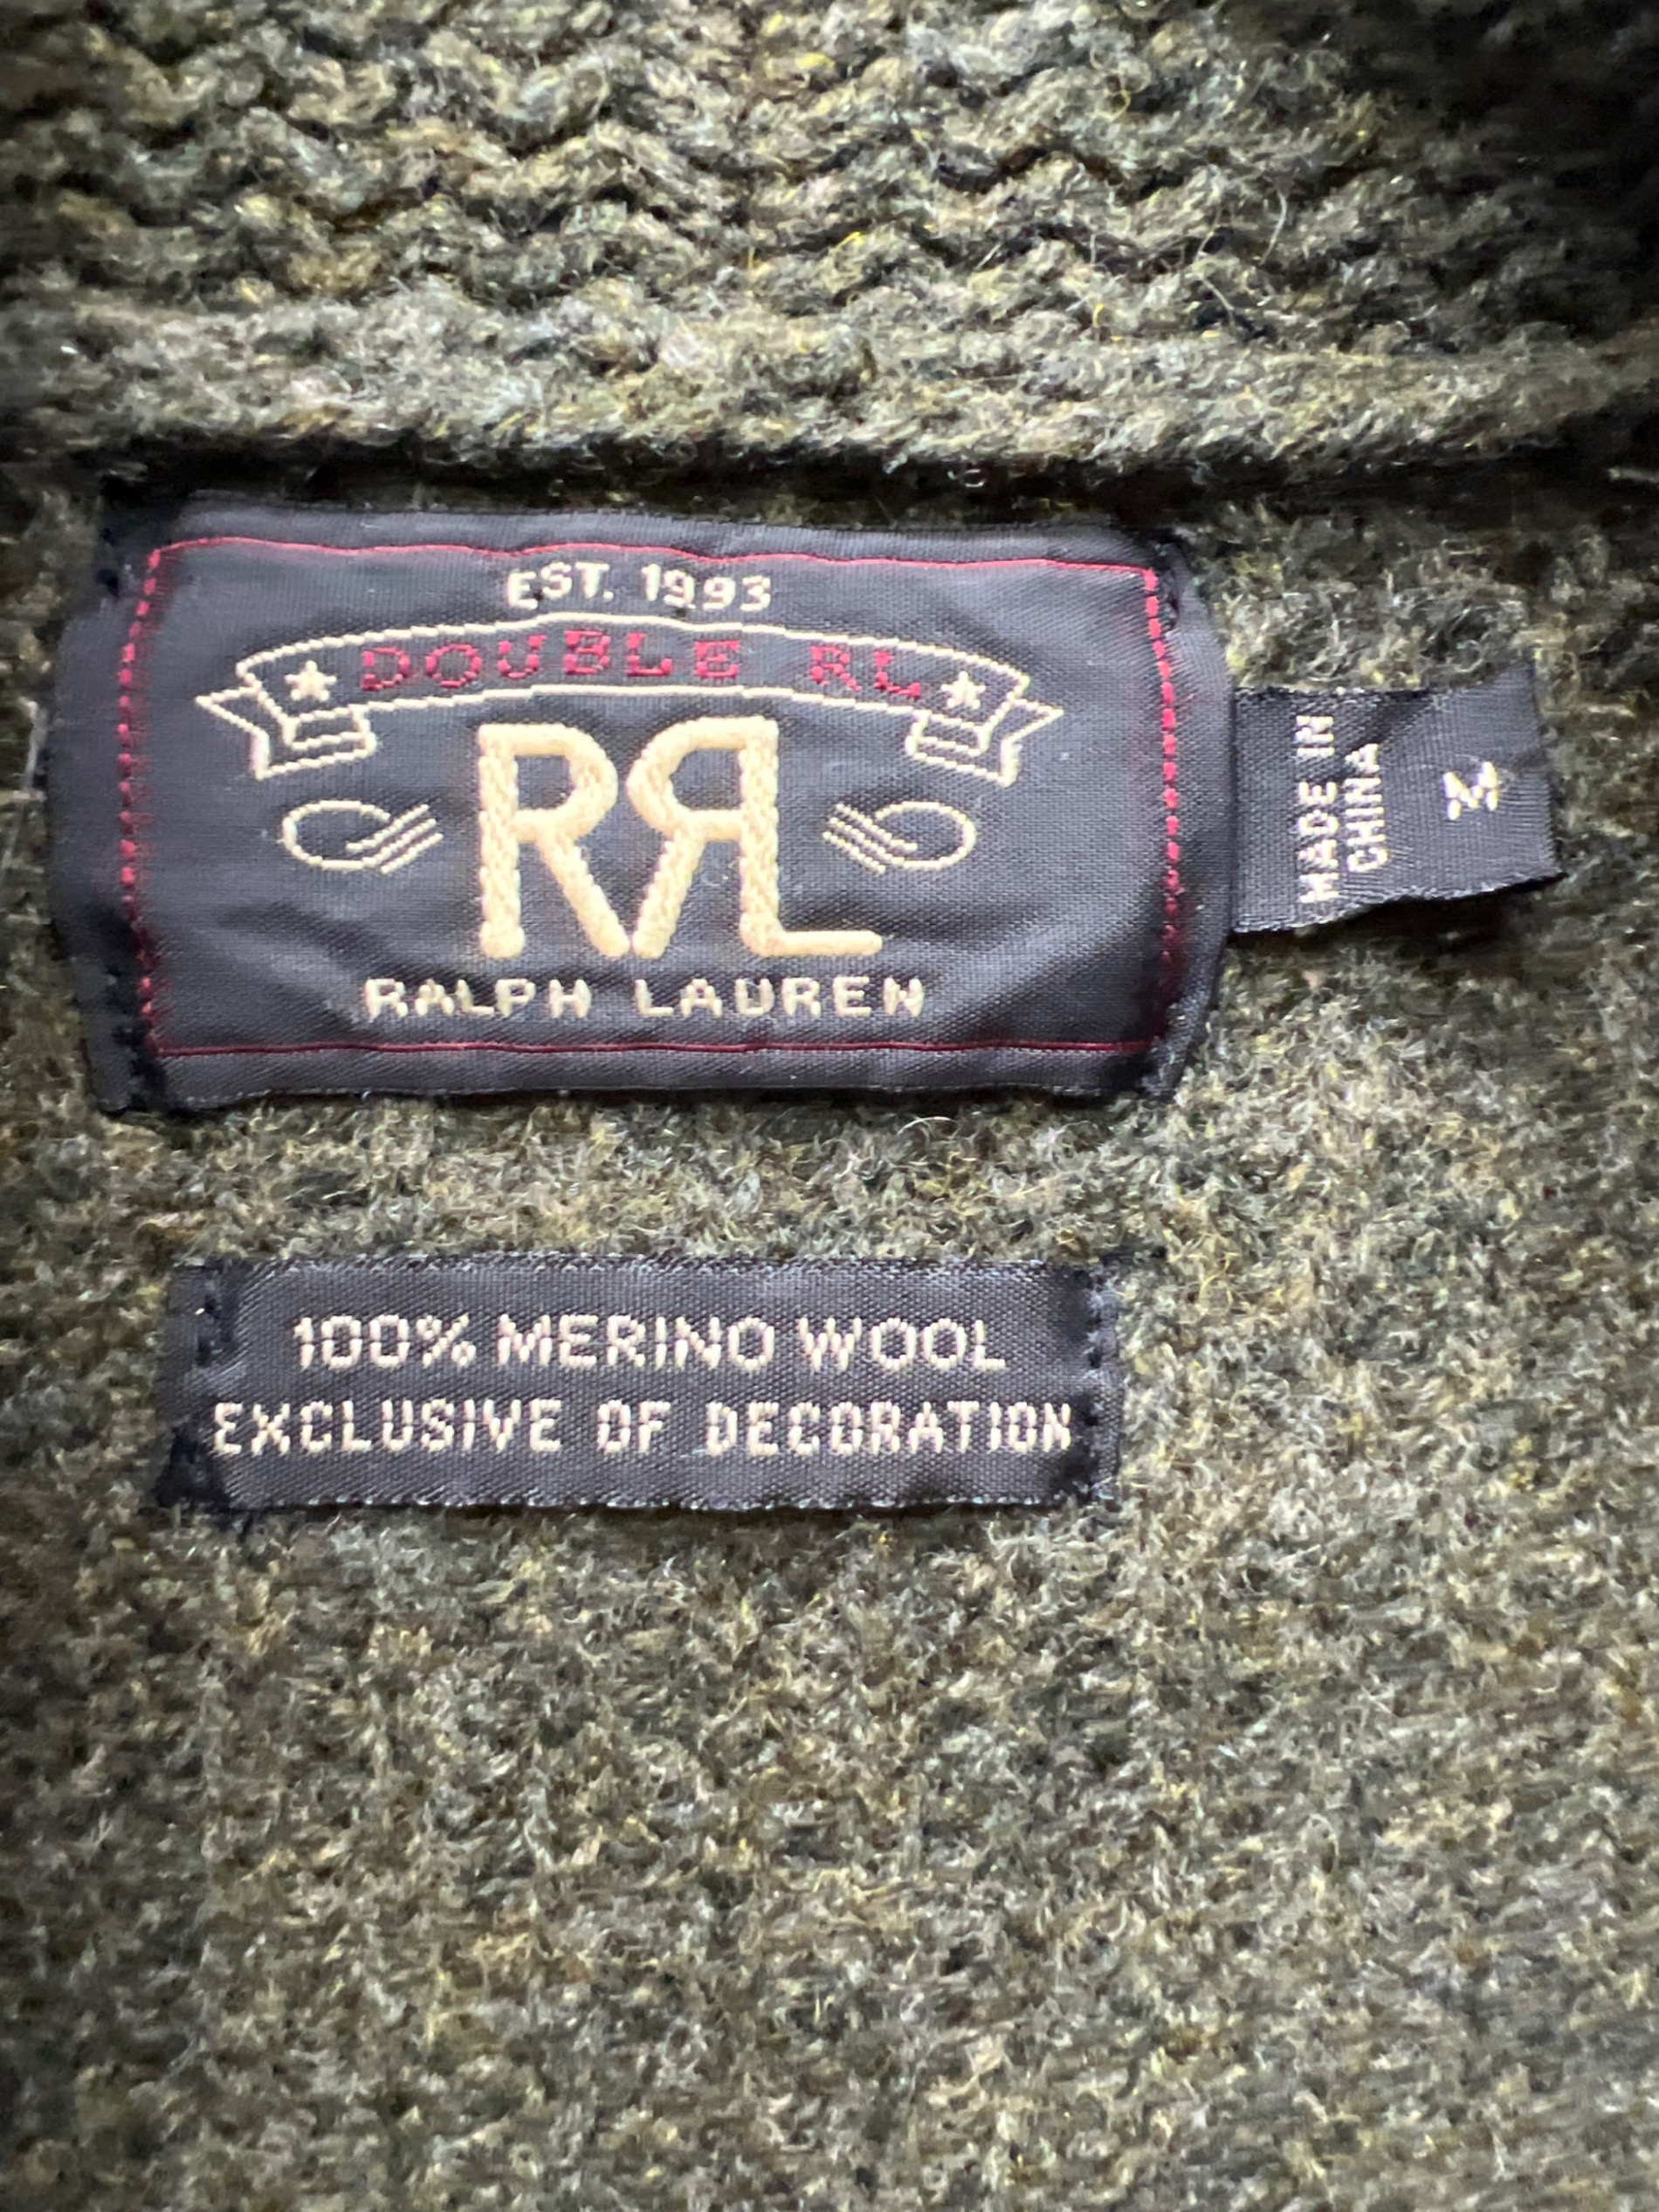 EST. 1993
DOUBLE RL
RRL
RALPH LAUREN
MADE IN
CHINA
M
100% MERINO WOOL
EXCLUSIVE OF DECORATION